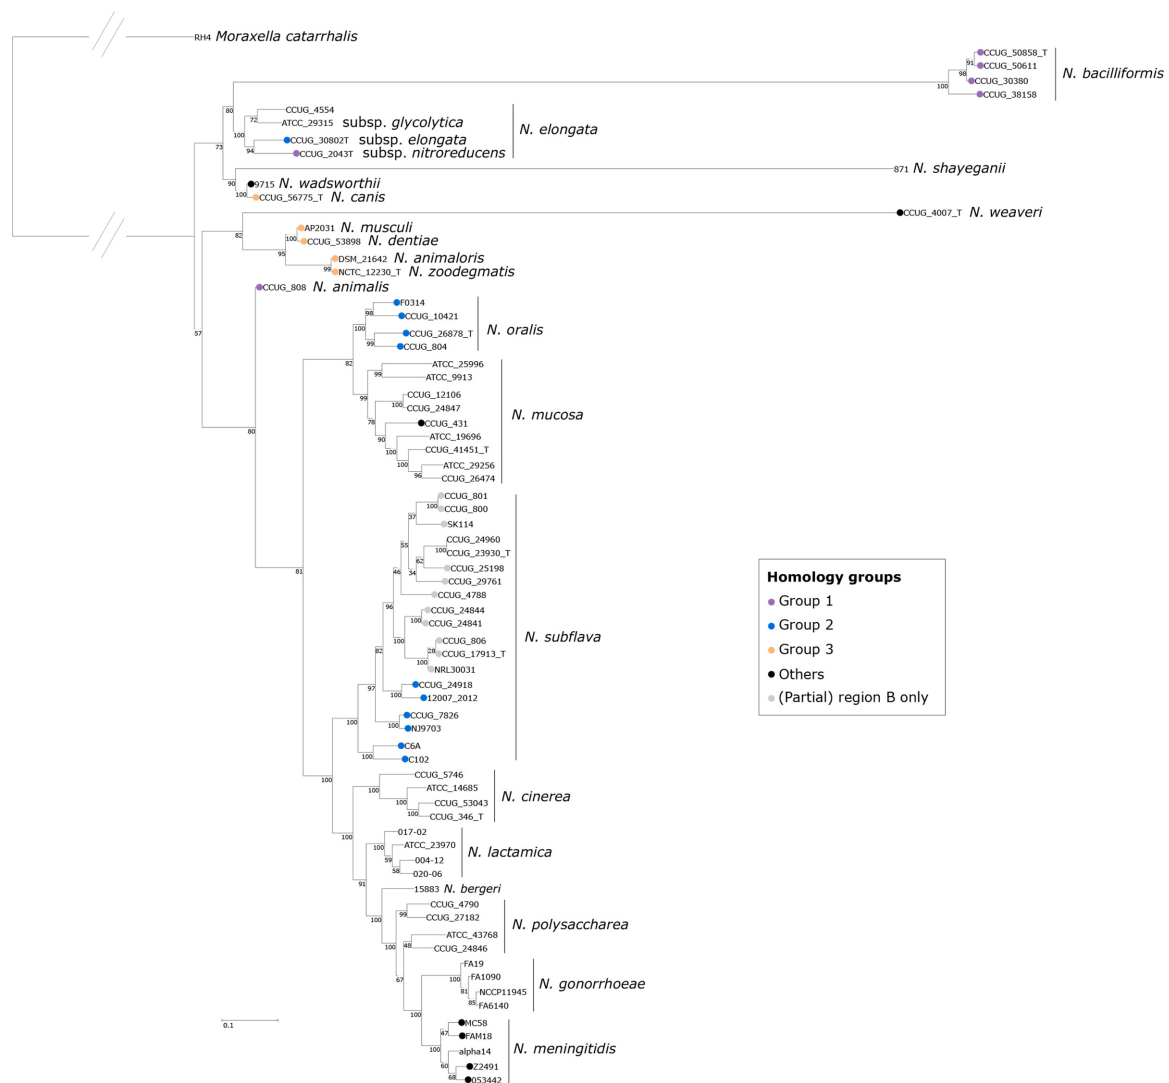 RH4 Moraxella catarrhalis
CCUG_50858_T
91
CCUG_50611
N. bacilliformis
98
CCUG_30380
100
CCUG_38158
80
CCUG_4554
72
ATCC_29315 subsp. glycolytica
N. elongata
100
CCUG_30802T subsp. elongata
73
94
CCUG_2043T subsp. nitroreducens
871 N. shayeganii
90
9715 N. wadsworthii
100
CCUG_56775_T N. canis
CCUG_4007_T N. weaveri
82
AP2031 N. musculi
100
CCUG_53898 N. dentiae
95
DSM_21642 N. animaloris
99
NCTC_12230_T N. zoodegmatis
CCUG_808 N. animalis
57
F0314
98
CCUG_10421
100
N. oralis
CCUG_26878_T
99
CCUG_804
82
ATCC_25996
99
ATCC_9913
99
CCUG_12106
100
CCUG_24847
N. mucosa
78
CCUG_431
90
ATCC_19696
100
CCUG_41451_T
100
ATCC_29256
96
CCUG_26474
80
CCUG_801
100
CCUG_800
37
SK114
55
CCUG_24960
100
CCUG_23930_T
62
CCUG_25198
34
CCUG_29761
46
CCUG_4788
81
96
CCUG_24844
100
CCUG_24841
100
CCUG_806
28
CCUG_17913_T
100
NRL30031
N. subflava
82
CCUG_24918
100
12007_2012
97
CCUG_7826
100
NJ9703
100
C6A
100
C102
100
CCUG_5746
100
ATCC_14685
100
CCUG_53043
100
CCUG_346_T
N. cinerea
100
017-02
100
ATCC_23970
59
004-12
58
020-06
N. lactamica
91
15883 N. bergeri
100
CCUG_4790
99
CCUG_27182
100
ATCC_43768
48
CCUG_24846
N. polysaccharea
67
FA19
100
FA1090
81
NCCP11945
85
FA6140
N. gonorrhoeae
100
MC58
47
FAM18
100
alpha14
60
Z2491
68
053442
N. meningitidis
0.1
Homology groups
Group 1
Group 2
Group 3
Others
(Partial) region B only